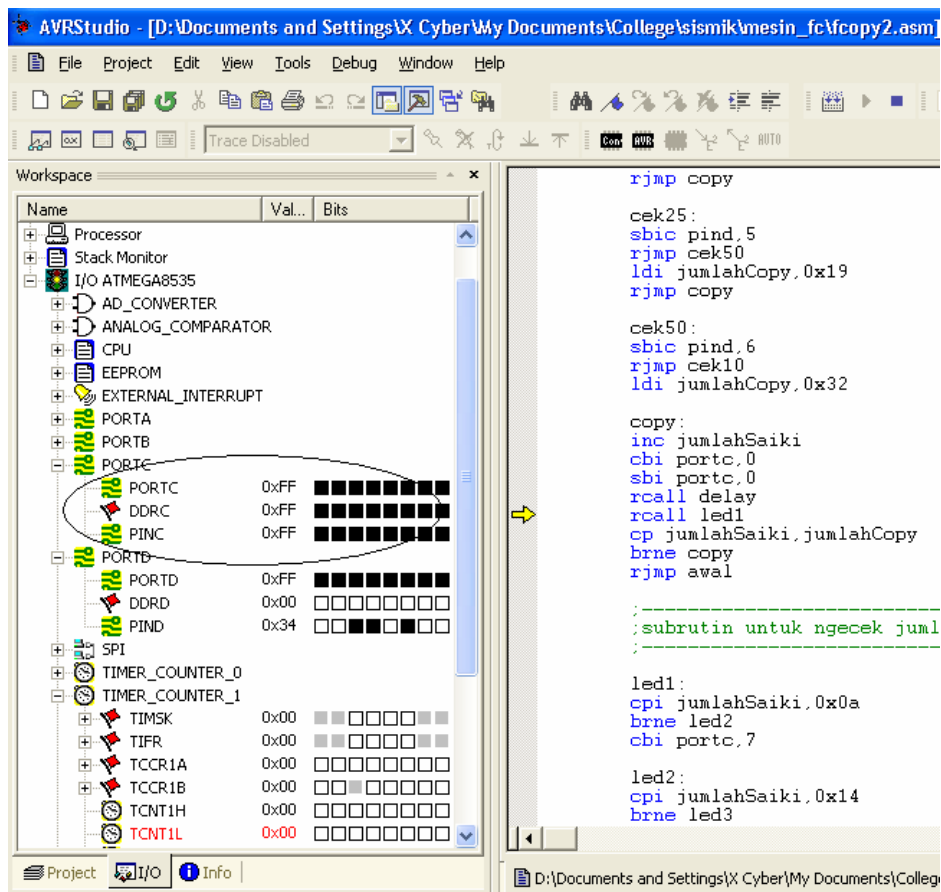 AVRStudio - [D:\Documents and Settings\X Cyber\My Documents\College\sismik\mesin_fc\fcopy2.asm]
File Project Edit View Tools Debug Window Help
Trace Disabled
Con AVR AUTO
Workspace
Name Val... Bits
Processor
Stack Monitor
I/O ATMEGA8535
AD_CONVERTER
ANALOG_COMPARATOR
CPU
EEPROM
EXTERNAL_INTERRUPT
PORTA
PORTB
PORTC
PORTC 0xFF
DDRC 0xFF
PINC 0xFF
PORTD
PORTD 0xFF
DDRD 0x00
PIND 0x34
SPI
TIMER_COUNTER_0
TIMER_COUNTER_1
TIMSK 0x00
TIFR 0x00
TCCR1A 0x00
TCCR1B 0x00
TCNT1H 0x00
TCNT1L 0x00
Project I/O Info
rjmp copy
cek25:
sbic pind,5
rjmp cek50
ldi jumlahCopy,0x19
rjmp copy
cek50:
sbic pind,6
rjmp cek10
ldi jumlahCopy,0x32
copy:
inc jumlahSaiki
cbi portc,0
sbi portc,0
rcall delay
rcall led1
cp jumlahSaiki,jumlahCopy
brne copy
rjmp awal
;---------------------------
;subrutin untuk ngecek juml
;---------------------------
led1:
cpi jumlahSaiki,0x0a
brne led2
cbi portc,7
led2:
cpi jumlahSaiki,0x14
brne led3
D:\Documents and Settings\X Cyber\My Documents\Colleg